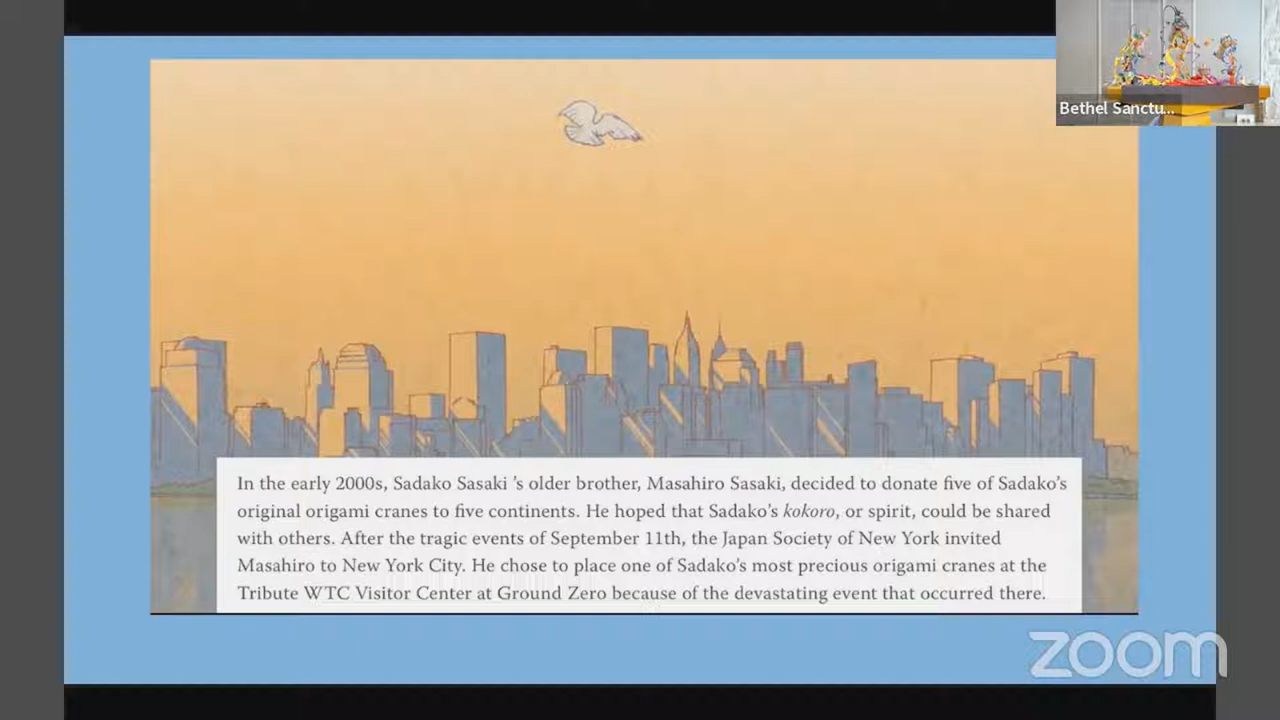 Bethel Sanctu...
In the early 2000s, Sadako Sasaki 's older brother, Masahiro Sasaki, decided to donate five of Sadako's
original origami cranes to five continents. He hoped that Sadako's kokoro, or spirit, could be shared
with others. After the tragic events of September 11th, the Japan Society of New York invited
Masahiro to New York City. He chose to place one of Sadako's most precious origami cranes at the
Tribute WTC Visitor Center at Ground Zero because of the devastating event that occurred there.
zoom